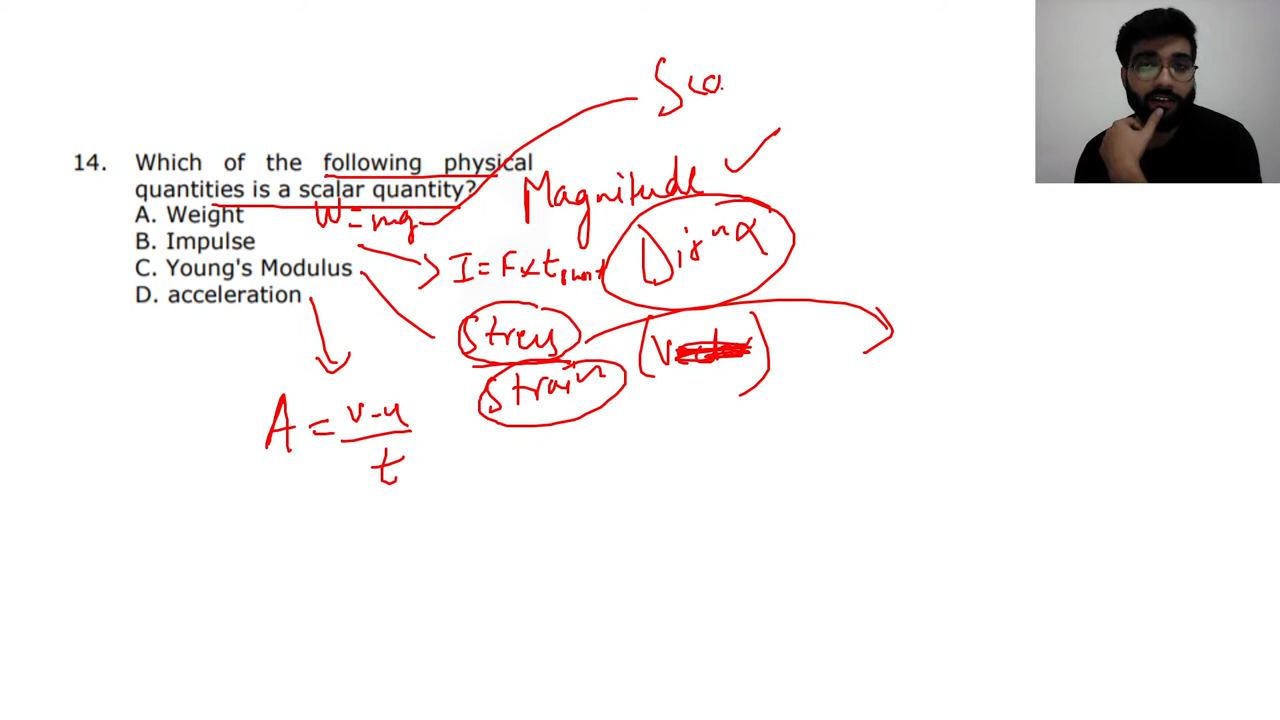 Sca
14. Which of the following physical
quantities is a scalar quantity?
A. Weight
W = mg
Magnitude
B. Impulse
I = F x t short
C. Young's Modulus
D. acceleration
stress
strain
A = v-u
t